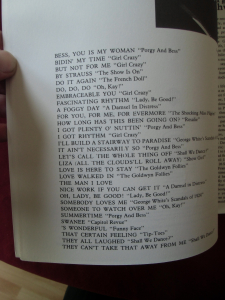 BESS, YOU IS MY WOMAN "Porgy And Bess"
BIDIN' MY TIME "Girl Crazy"
BUT NOT FOR ME "Girl Crazy"
BY STRAUSS "The Show Is On"
DO IT AGAIN "The French Doll"
DO, DO, DO "Oh, Kay!"
EMBRACEABLE YOU "Girl Crazy"
FASCINATING RHYTHM "Lady, Be Good!"
A FOGGY DAY "A Damsel in Distress"
FOR YOU, FOR ME, FOR EVERMORE "The Shocking Miss
HOW LONG HAS THIS BEEN GOING ON? "Rosalie"
I GOT PLENTY O' NUTTIN' "Porgy And Bess"
I GOT RHYTHM "Girl Crazy"
I'LL BUILD A STAIRWAY TO PARADISE "George White's
IT AIN'T NECESSARILY SO "Porgy And Bess"
LET'S CALL THE WHOLE THING OFF "Shall We Dance?"
LIZA (ALL THE CLOUDS'LL ROLL AWAY) "Show Girl"
LOVE IS HERE TO STAY "The Goldwyn Follies"
LOVE WALKED IN "The Goldwyn Follies"
THE MAN I LOVE
NICE WORK IF YOU CAN GET IT "A Damsel in Distress"
OH, LADY, BE GOOD! "Lady, Be Good!"
SOMEBODY LOVES ME "George White's Scandals of
SOMEONE TO WATCH OVER ME "Oh, Kay!"
SUMMERTIME "Porgy And Bess"
SWANEE "Capitol Revue"
'S WONDERFUL "Funny Face"
THAT CERTAIN FEELING "Tip-Toes"
THEY ALL LAUGHED "Shall We Dance?"
THEY CAN'T TAKE THAT AWAY FROM ME "Shall We Dance?"